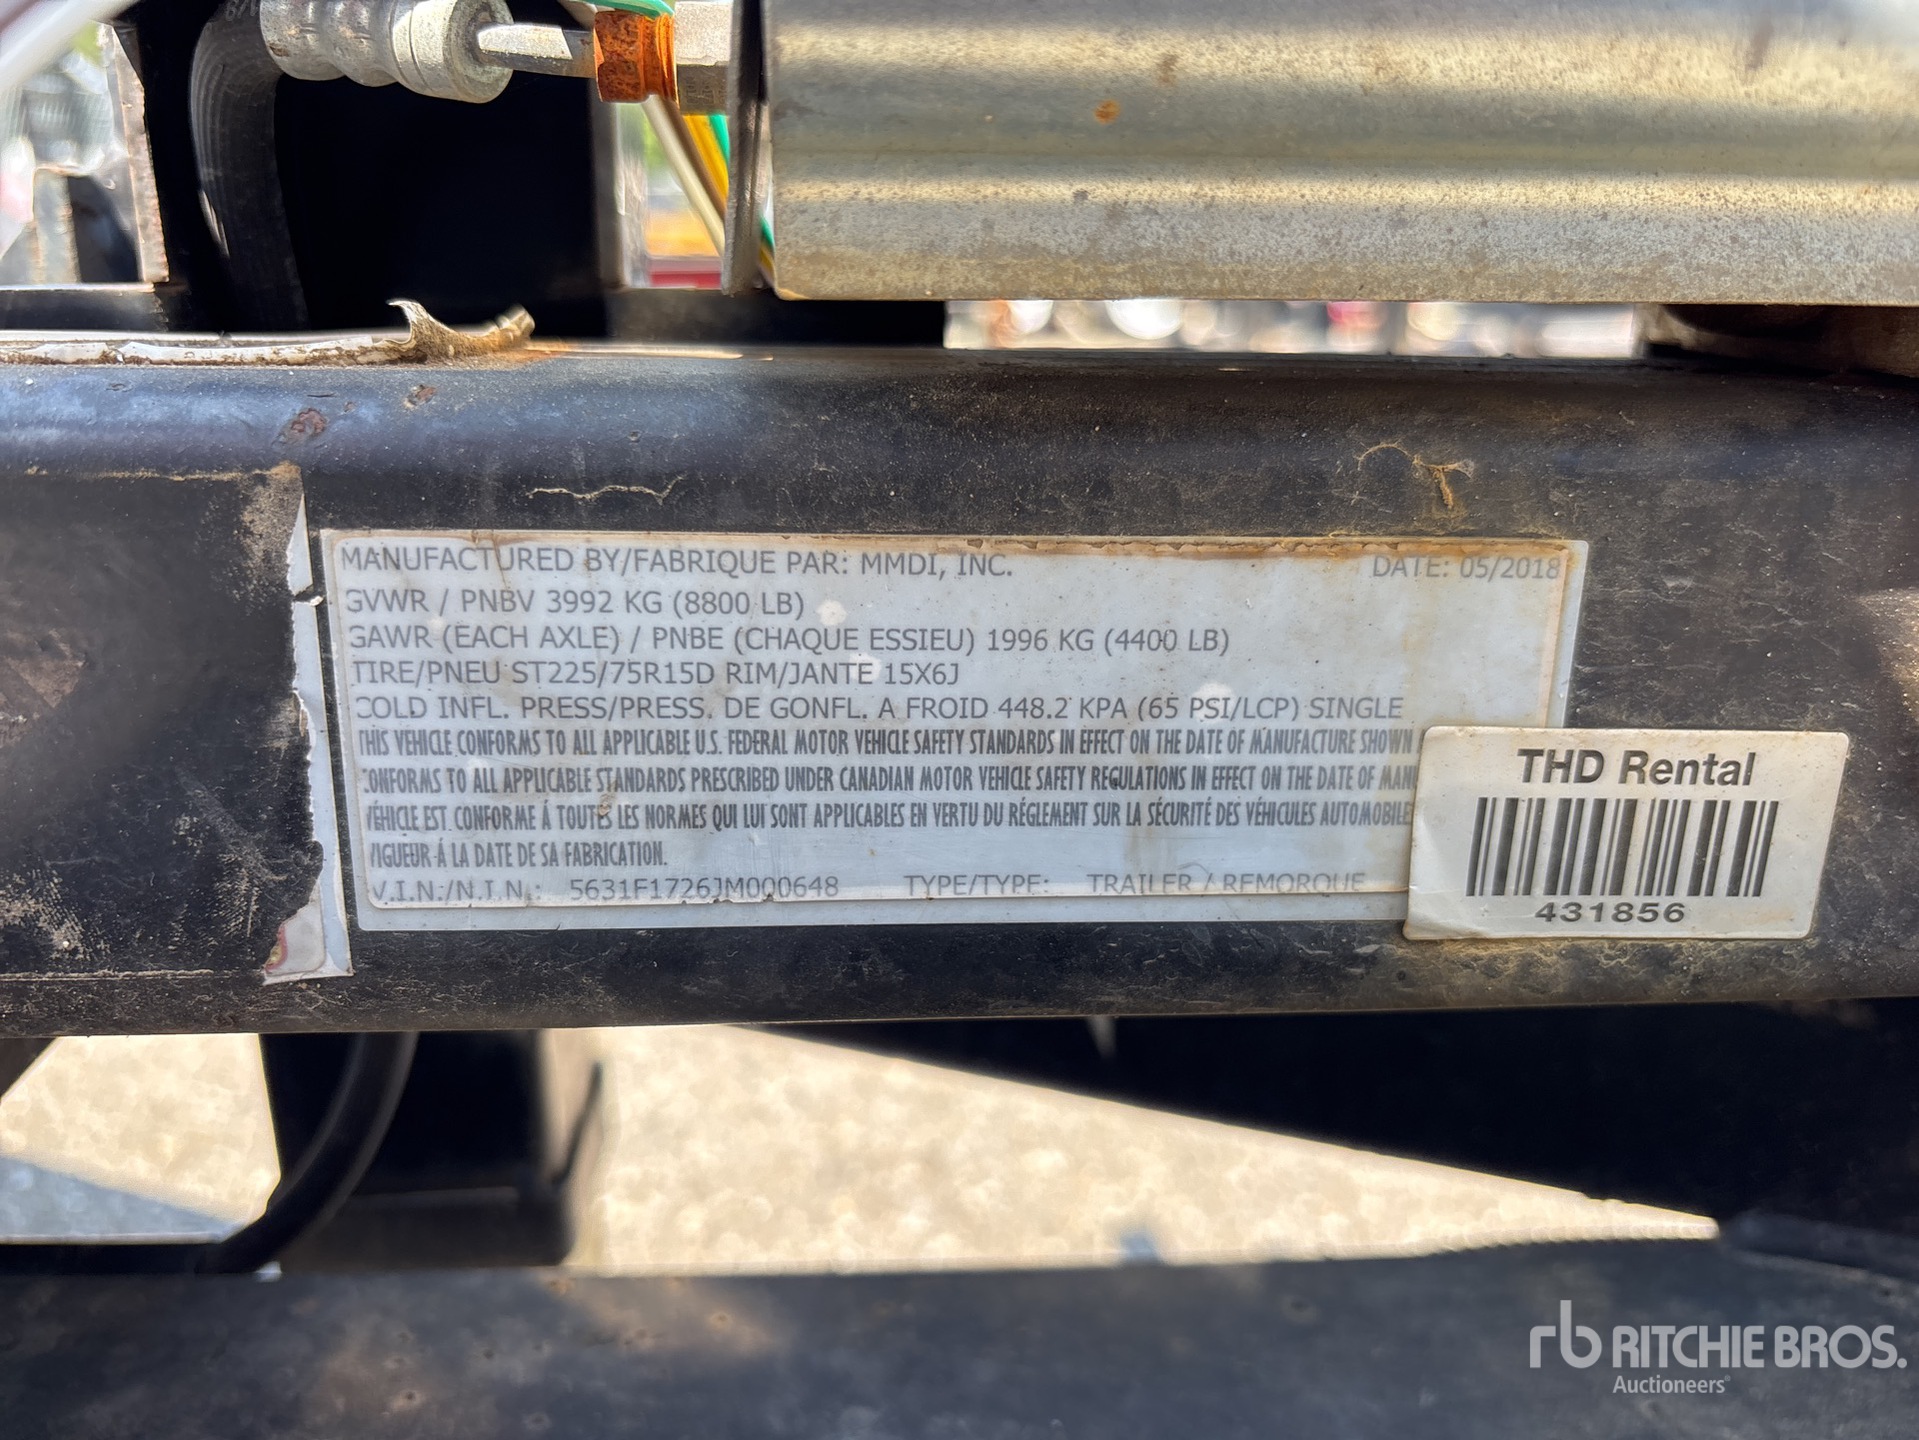 MANUFACTURED BY/FABRIQUE PAR: MMDI, INC. DATE: 05/2018
GVWR / PNBV 3992 KG (8800 LB)
GAWR (EACH AXLE) / PNBE (CHAQUE ESSIEU) 1996 KG (4400 LB)
TIRE/PNEU ST225/75R15D RIM/JANTE 15X6J
COLD INFL. PRESS/PRESS. DE GONFL. A FROID 448.2 KPA (65 PSI/LCP) SINGLE
THIS VEHICLE CONFORMS TO ALL APPLICABLE U.S. FEDERAL MOTOR VEHICLE SAFETY STANDARDS IN EFFECT ON THE DATE OF MANUFACTURE SHOWN
CONFORMS TO ALL APPLICABLE STANDARDS PRESCRIBED UNDER CANADIAN MOTOR VEHICLE SAFETY REGULATIONS IN EFFECT ON THE DATE OF MANU
VÉHICLE EST CONFORME À TOUTES LES NORMES QUI LUI SONT APPLICABLES EN VERTU DU RÉGLEMENT SUR LA SÉCURITÉ DES VÉHICULES AUTOMOBILE
VIGUEUR Á LA DATE DE SA FABRICATION.
V.I.N./N.I.N.: 5631F1726JM000648 TYPE/TYPE: TRAILER / REMORQUE
THD Rental
431856
rb RITCHIE BROS.
Auctioneers